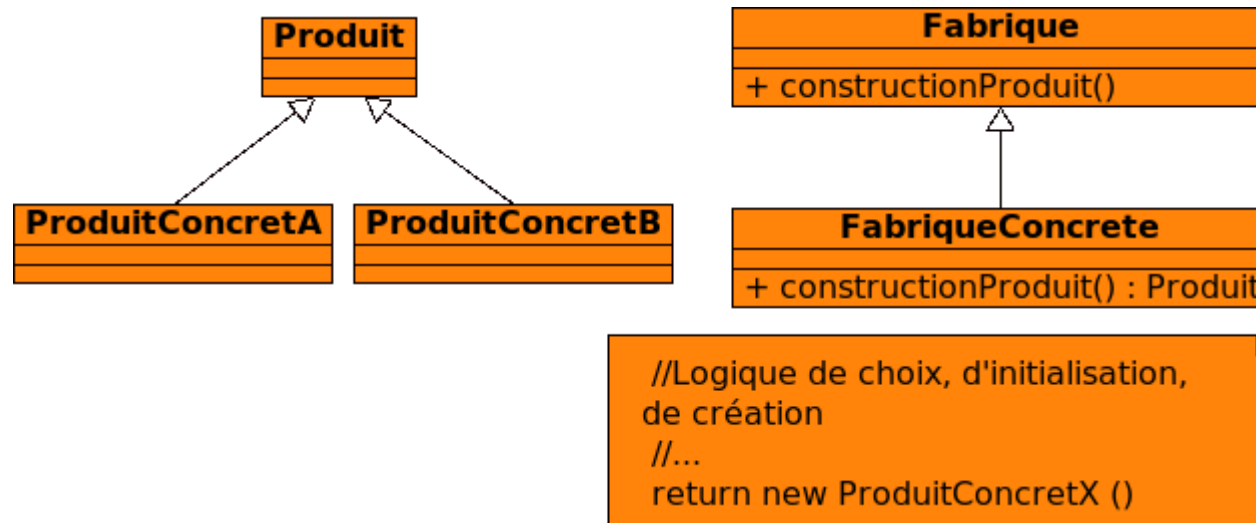 Produit
ProduitConcretA
ProduitConcretB
Fabrique
+ constructionProduit()
FabriqueConcrete
+ constructionProduit() : Produit
//Logique de choix, d'initialisation,
de création
//...
return new ProduitConcretX ()